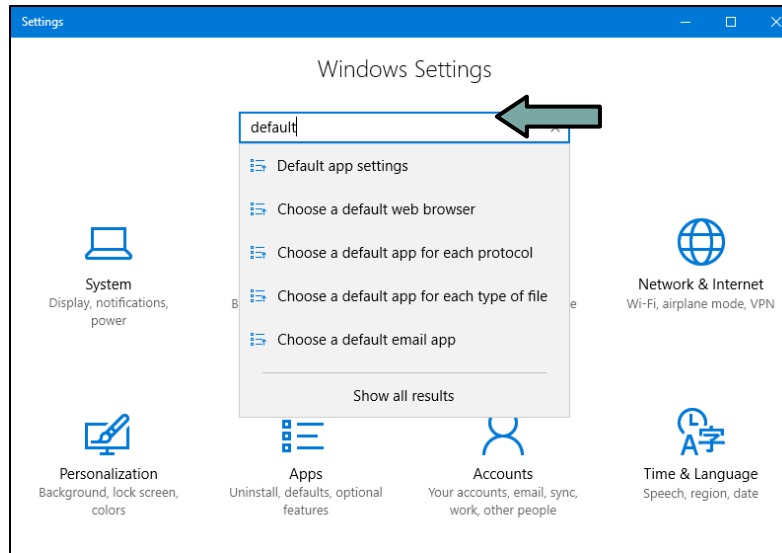 Settings
Windows Settings
default
Default app settings
Choose a default web browser
Choose a default app for each protocol
Choose a default app for each type of file
Choose a default email app
Show all results
System
Display, notifications,
power
Network & Internet
Wi-Fi, airplane mode, VPN
Personalization
Background, lock screen,
colors
Apps
Uninstall, defaults, optional
features
Accounts
Your accounts, email, sync,
work, other people
Time & Language
Speech, region, date